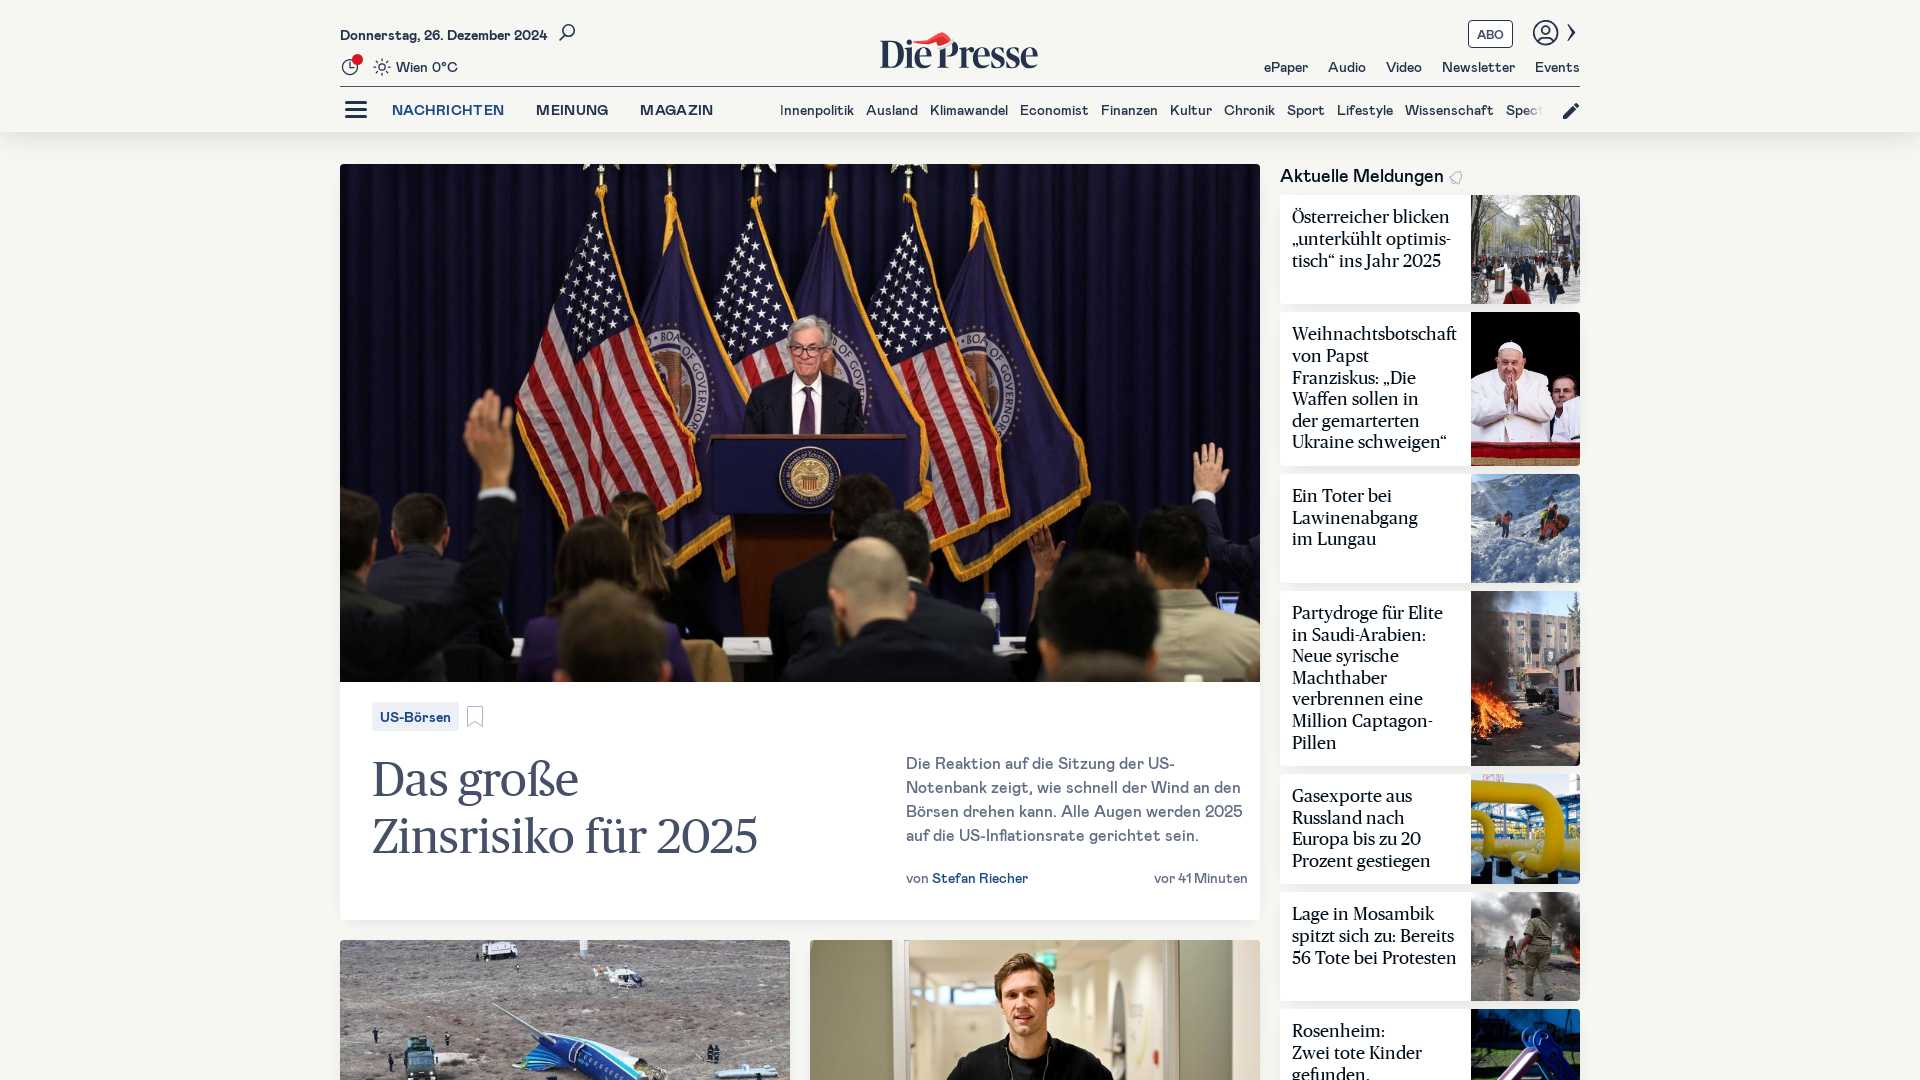 Donnerstag, 26. Dezember 2024
Wien 0°C
Die Presse
ABO
ePaper
Audio
Video
Newsletter
Events
NACHRICHTEN
MEINUNG
MAGAZIN
Innenpolitik
Ausland
Klimawandel
Economist
Finanzen
Kultur
Chronik
Sport
Lifestyle
Wissenschaft
Spect
US-Börsen
Das große
Zinsrisiko für 2025
Die Reaktion auf die Sitzung der US-
Notenbank zeigt, wie schnell der Wind an den
Börsen drehen kann. Alle Augen werden 2025
auf die US-Inflationsrate gerichtet sein.
von Stefan Riecher
vor 41 Minuten
Aktuelle Meldungen
Österreicher blicken
„unterkühlt optimis-
tisch“ ins Jahr 2025
Weihnachtsbotschaft
von Papst
Franziskus: „Die
Waffen sollen in
der gemarterten
Ukraine schweigen“
Ein Toter bei
Lawinenabgang
im Lungau
Partydroge für Elite
in Saudi-Arabien:
Neue syrische
Machthaber
verbrennen eine
Million Captagon-
Pillen
Gasexporte aus
Russland nach
Europa bis zu 20
Prozent gestiegen
Lage in Mosambik
spitzt sich zu: Bereits
56 Tote bei Protesten
Rosenheim:
Zwei tote Kinder
gefunden,